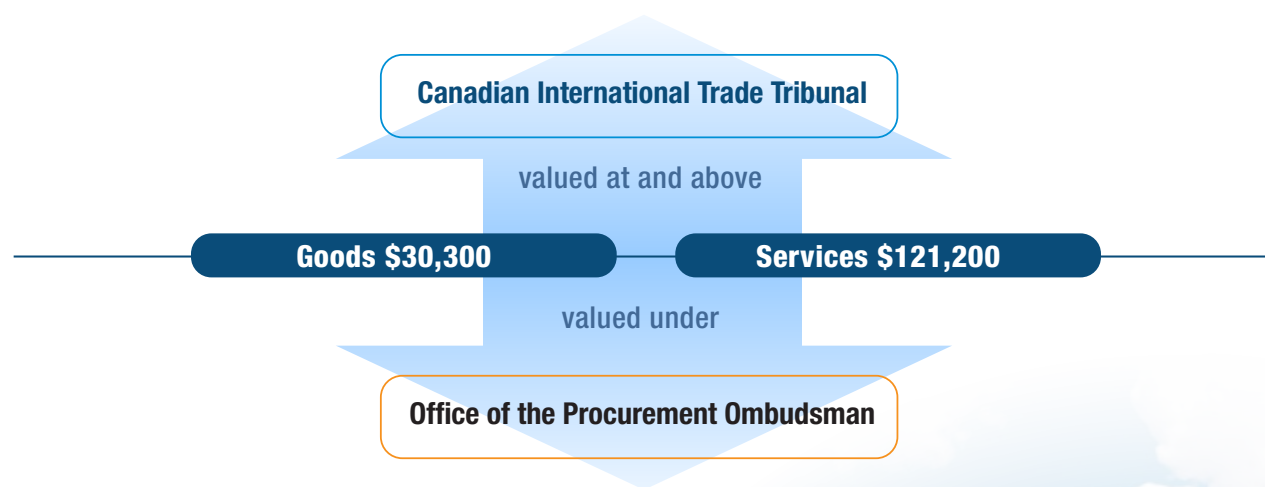 Canadian International Trade Tribunal
valued at and above
Goods $30,300
Services $121,200
valued under
Office of the Procurement Ombudsman